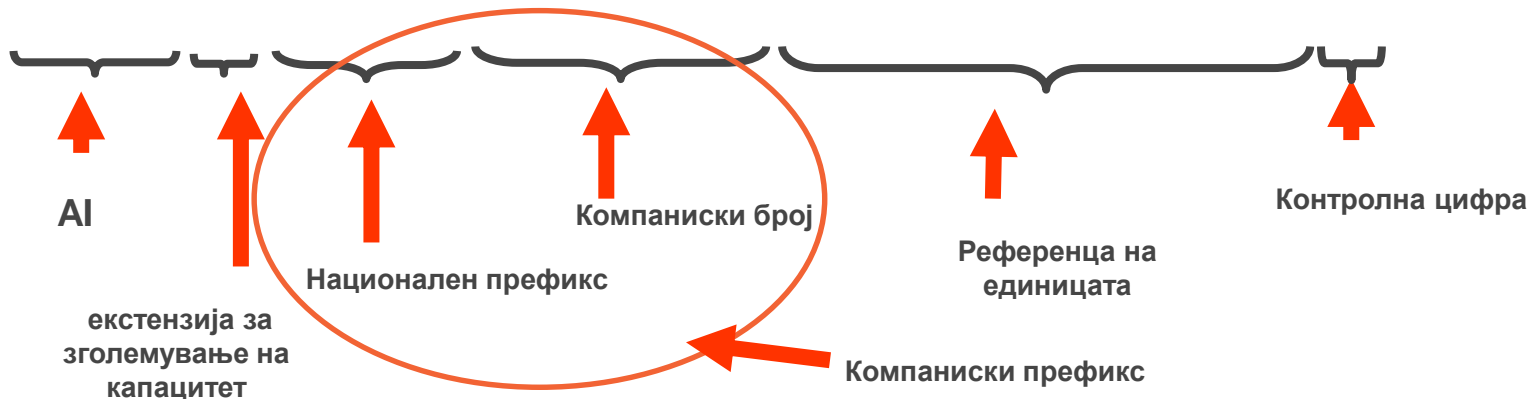 AI
екстензија за
зголемување на
капацитет
Национален префикс
Компаниски број
Компаниски префикс
Референца на
единицата
Контролна цифра